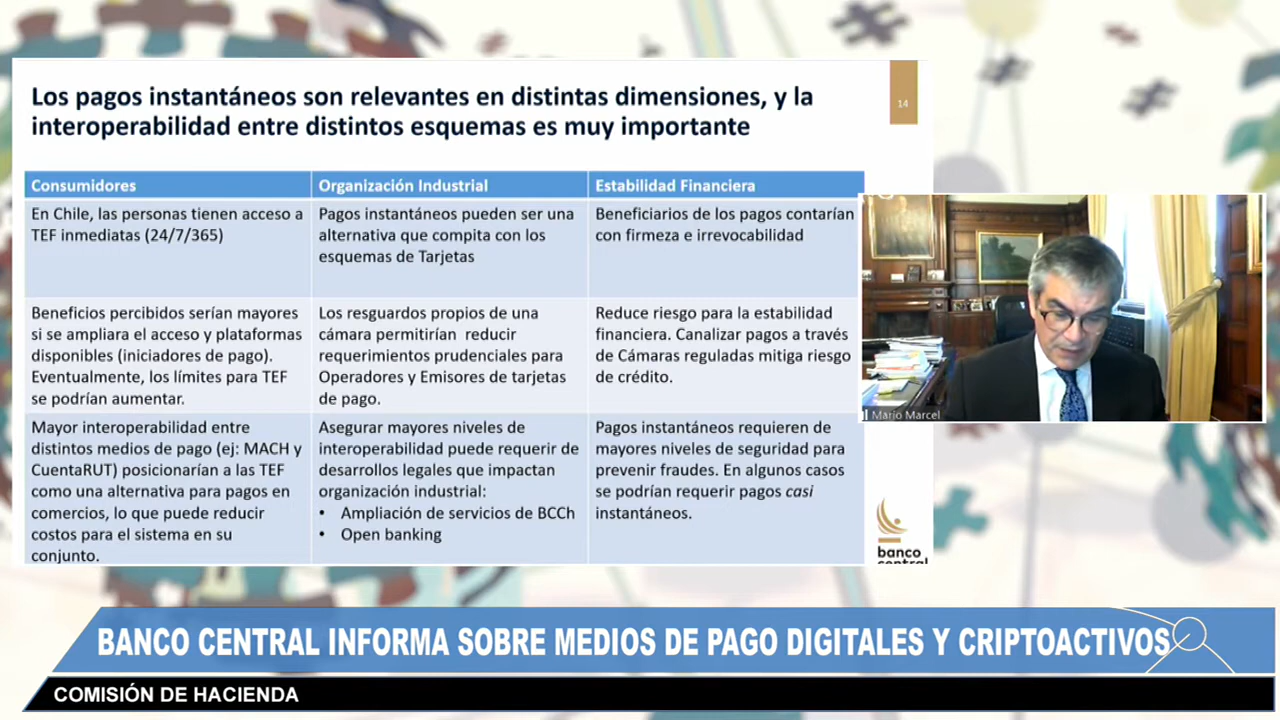 Los pagos instantáneos son relevantes en distintas dimensiones, y la
interoperabilidad entre distintos esquemas es muy importante
14
Consumidores
En Chile, las personas tienen acceso a
TEF inmediatas (24/7/365)
Beneficios percibidos serían mayores
si se ampliara el acceso y plataformas
disponibles (iniciadores de pago).
Eventualmente, los límites para TEF
se podrían aumentar.
Mayor interoperabilidad entre
distintos medios de pago (ej: MACH y
CuentaRUT) posicionarían a las TEF
como una alternativa para pagos en
comercios, lo que puede reducir
costos para el sistema en su
conjunto.
Organización Industrial
Pagos instantáneos pueden ser una
alternativa que compita con los
esquemas de Tarjetas
Los resguardos propios de una
cámara permitirían reducir
requerimientos prudenciales para
Operadores y Emisores de tarjetas
de pago.
Asegurar mayores niveles de
interoperabilidad puede requerir de
desarrollos legales que impactan
organización industrial:
• Ampliación de servicios de BCCh
• Open banking
Estabilidad Financiera
Beneficiarios de los pagos contarían
con firmeza e irrevocabilidad
Reduce riesgo para la estabilidad
financiera. Canalizar pagos a través
de Cámaras reguladas mitiga riesgo
de crédito.
Pagos instantáneos requieren de
mayores niveles de seguridad para
prevenir fraudes. En algunos casos
se podrían requerir pagos casi
instantáneos.
banco
central
Mario Marcel
BANCO CENTRAL INFORMA SOBRE MEDIOS DE PAGO DIGITALES Y CRIPTOACTIVOS
COMISIÓN DE HACIENDA